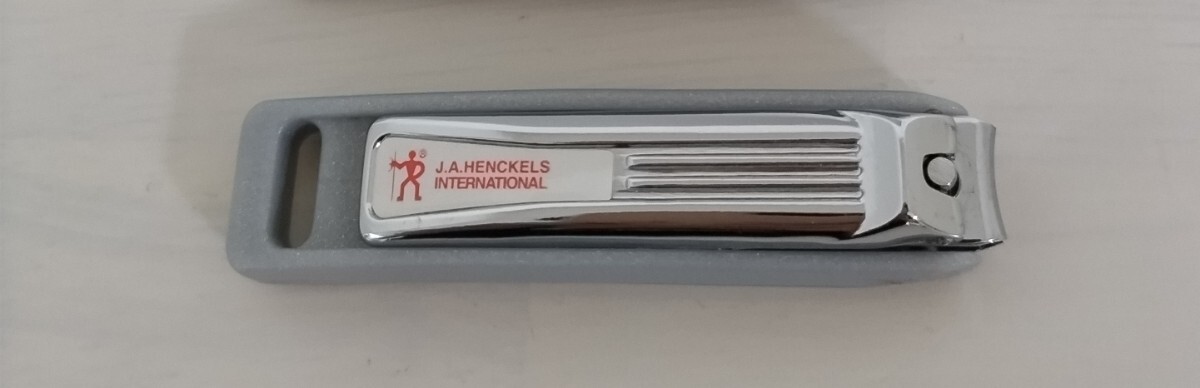 ®
J.A.HENCKELS
INTERNATIONAL